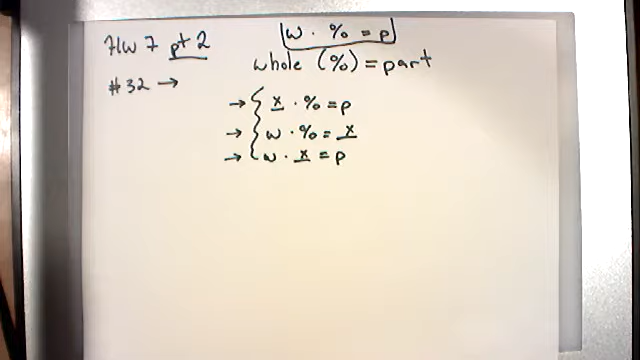 HW 7 pt 2
w · % = p
whole (%) = part
# 32 →
→ { x · % = p
→ w · % = x
→ w · x = p